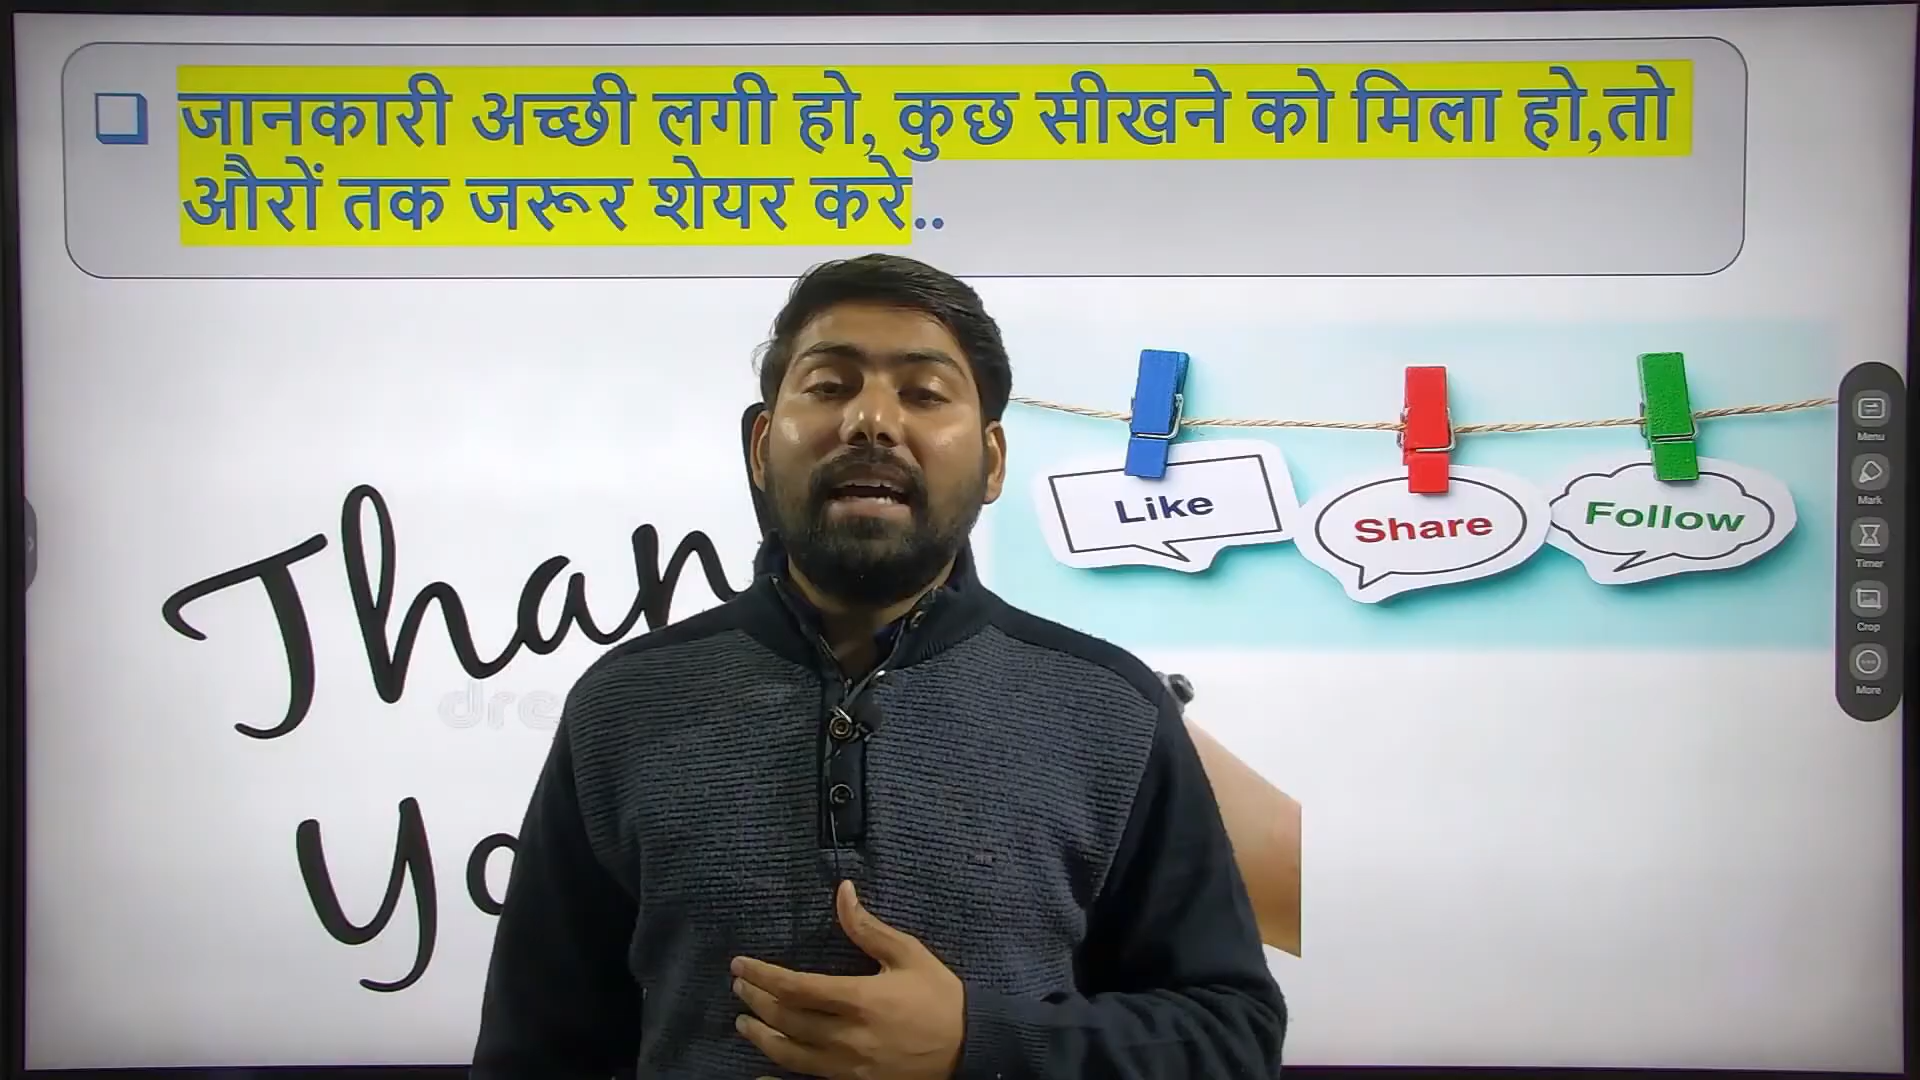 जानकारी अच्छी लगी हो, कुछ सीखने को मिला हो,तो
औरों तक जरूर शेयर करे..
Like
Share
Follow
Menu
Mark
Timer
Crop
More